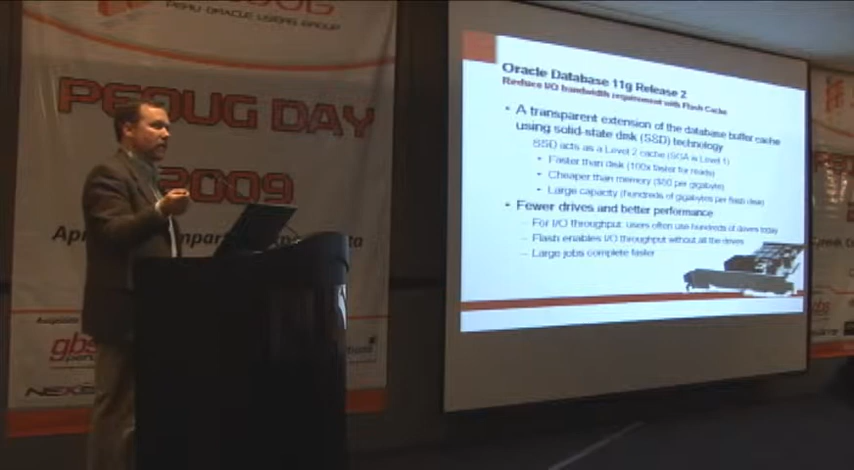 PERU ORACLE USERS GROUP
PEOUG DAY
2009
gbs
Oracle Database 11g Release 2
Reduce I/O bandwidth requirement with Flash Cache
• A transparent extension of the database buffer cache
using solid-state disk (SSD) technology
SSD acts as a Level 2 cache (SGA is Level 1)
• Faster than disk (100x faster for reads)
• Cheaper than memory ($50 per gigabyte)
• Large capacity (hundreds of gigabytes per flash disk)
• Fewer drives and better performance
– For I/O throughput, users often use hundreds of drives today
– Flash enables I/O throughput without all the drives
– Large jobs complete faster